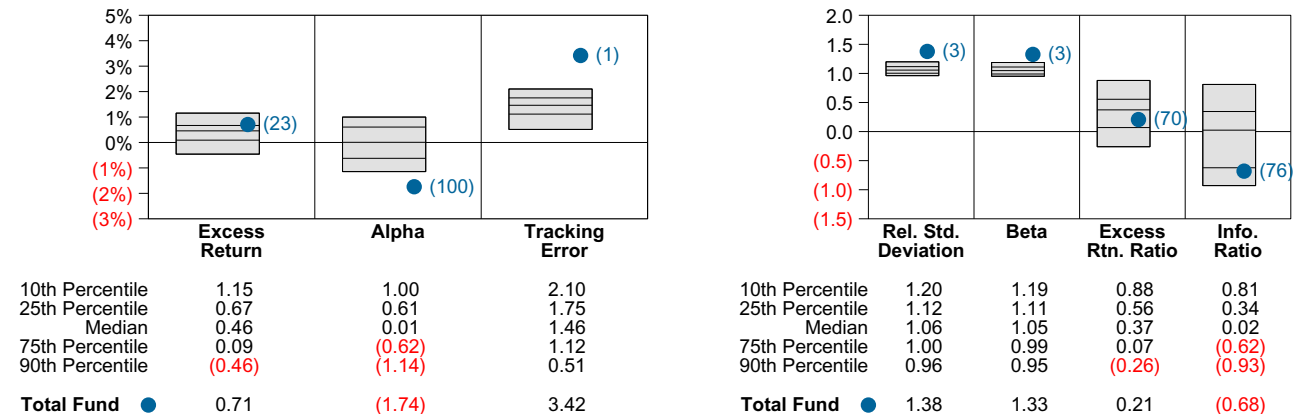 5%
4%
3%
2%
1%
0%
(1%)
(2%)
(3%)
(23)
(100)
(1)
Excess Return
Alpha
Tracking Error
10th Percentile 1.15 1.00 2.10
25th Percentile 0.67 0.61 1.75
Median 0.46 0.01 1.46
75th Percentile 0.09 (0.62) 1.12
90th Percentile (0.46) (1.14) 0.51
Total Fund 0.71 (1.74) 3.42
2.0
1.5
1.0
0.5
0.0
(0.5)
(1.0)
(1.5)
(3)
(3)
(70)
(76)
Rel. Std. Deviation
Beta
Excess Rtn. Ratio
Info. Ratio
10th Percentile 1.20 1.19 0.88 0.81
25th Percentile 1.12 1.11 0.56 0.34
Median 1.06 1.05 0.37 0.02
75th Percentile 1.00 0.99 0.07 (0.62)
90th Percentile 0.96 0.95 (0.26) (0.93)
Total Fund 1.38 1.33 0.21 (0.68)